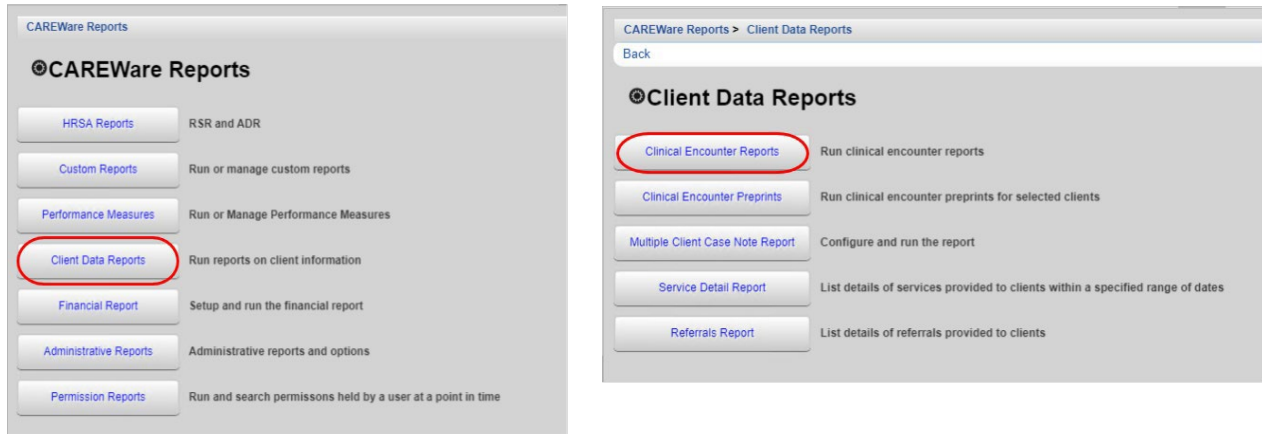 CAREWare Reports
CAREWare Reports
HRSA Reports RSR and ADR
Custom Reports Run or manage custom reports
Performance Measures Run or Manage Performance Measures
Client Data Reports Run reports on client information
Financial Report Setup and run the financial report
Administrative Reports Administrative reports and options
Permission Reports Run and search permissons held by a user at a point in time
CAREWare Reports > Client Data Reports
Back
Client Data Reports
Clinical Encounter Reports Run clinical encounter reports
Clinical Encounter Preprints Run clinical encounter preprints for selected clients
Multiple Client Case Note Report Configure and run the report
Service Detail Report List details of services provided to clients within a specified range of dates
Referrals Report List details of referrals provided to clients